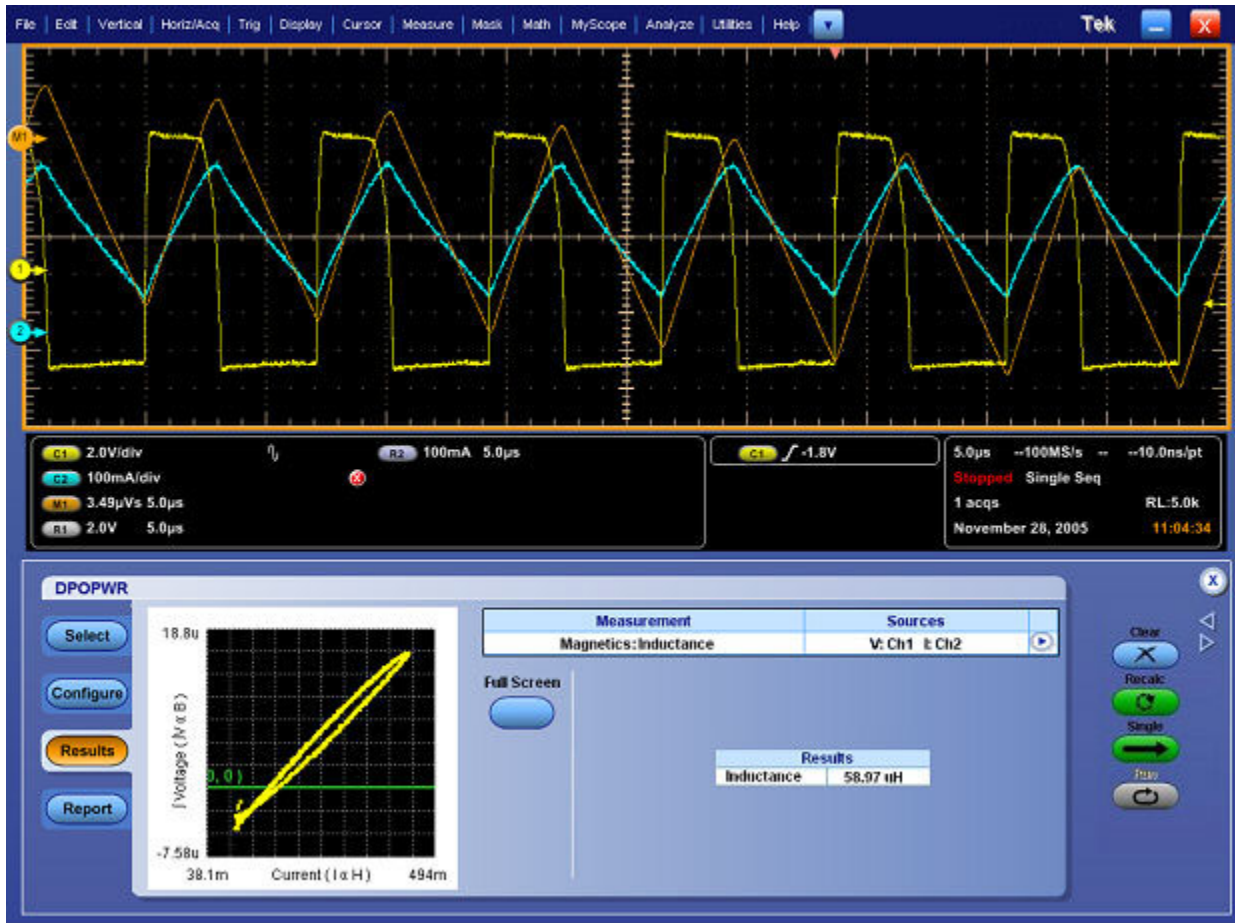 File | Edit | Vertical | Horiz/Acq | Trig | Display | Cursor | Measure | Mask | Math | MyScope | Analyze | Utilities | Help
Tek
M1
1
2
C1 2.0V/div
R2 100mA 5.0µs
C2 100mA/div
M1 3.49µVs 5.0µs
R1 2.0V 5.0µs
C1 -1.8V
5.0µs --100MS/s -- --10.0ns/pt
Stopped Single Seq
1 acqs RL:5.0k
November 28, 2005 11:04:34
DPOPWR
Select
Configure
Results
Report
18.8u
∫ Voltage ( ∫V α B )
0, 0 )
-7.58u
38.1m Current ( I α H ) 494m
Measurement Sources
Magnetics:Inductance V: Ch1 I: Ch2
Full Screen
Results
Inductance 58.97 uH
X
Clear
Recalc
Single